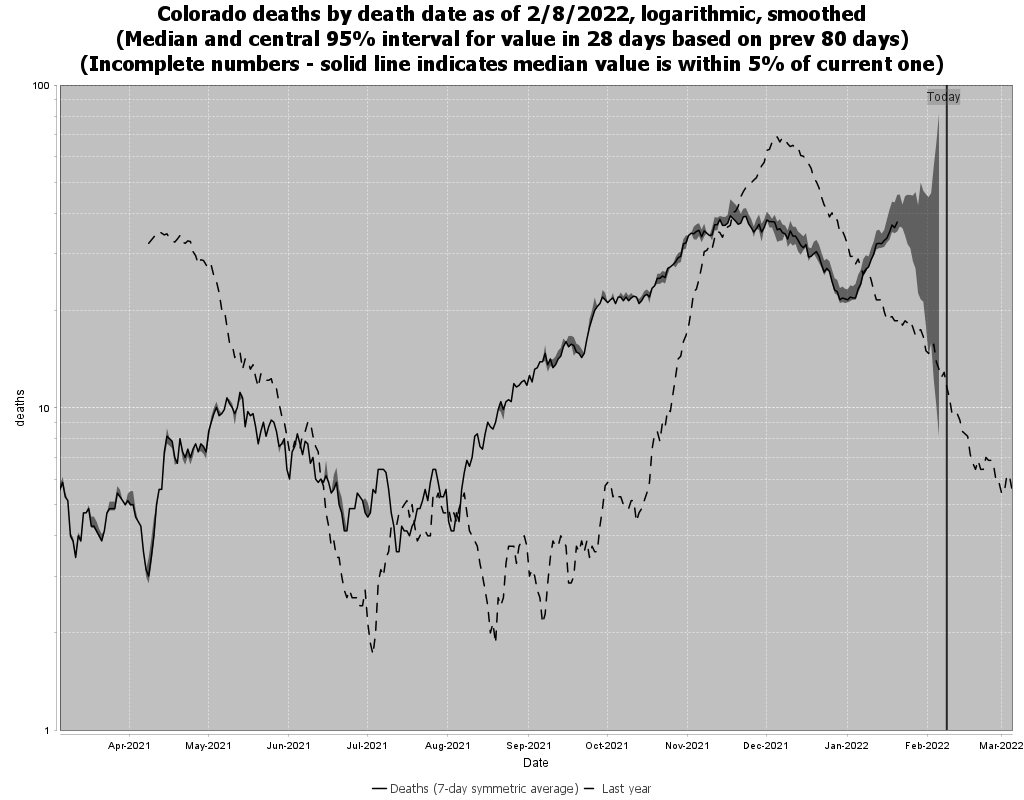 Colorado deaths by death date as of 2/8/2022, logarithmic, smoothed
(Median and central 95% interval for value in 28 days based on prev 80 days)
(Incomplete numbers - solid line indicates median value is within 5% of current one)
Today
100
10
1
deaths
Apr-2021 May-2021 Jun-2021 Jul-2021 Aug-2021 Sep-2021 Oct-2021 Nov-2021 Dec-2021 Jan-2022 Feb-2022 Mar-2022
Date
Deaths (7-day symmetric average) Last year